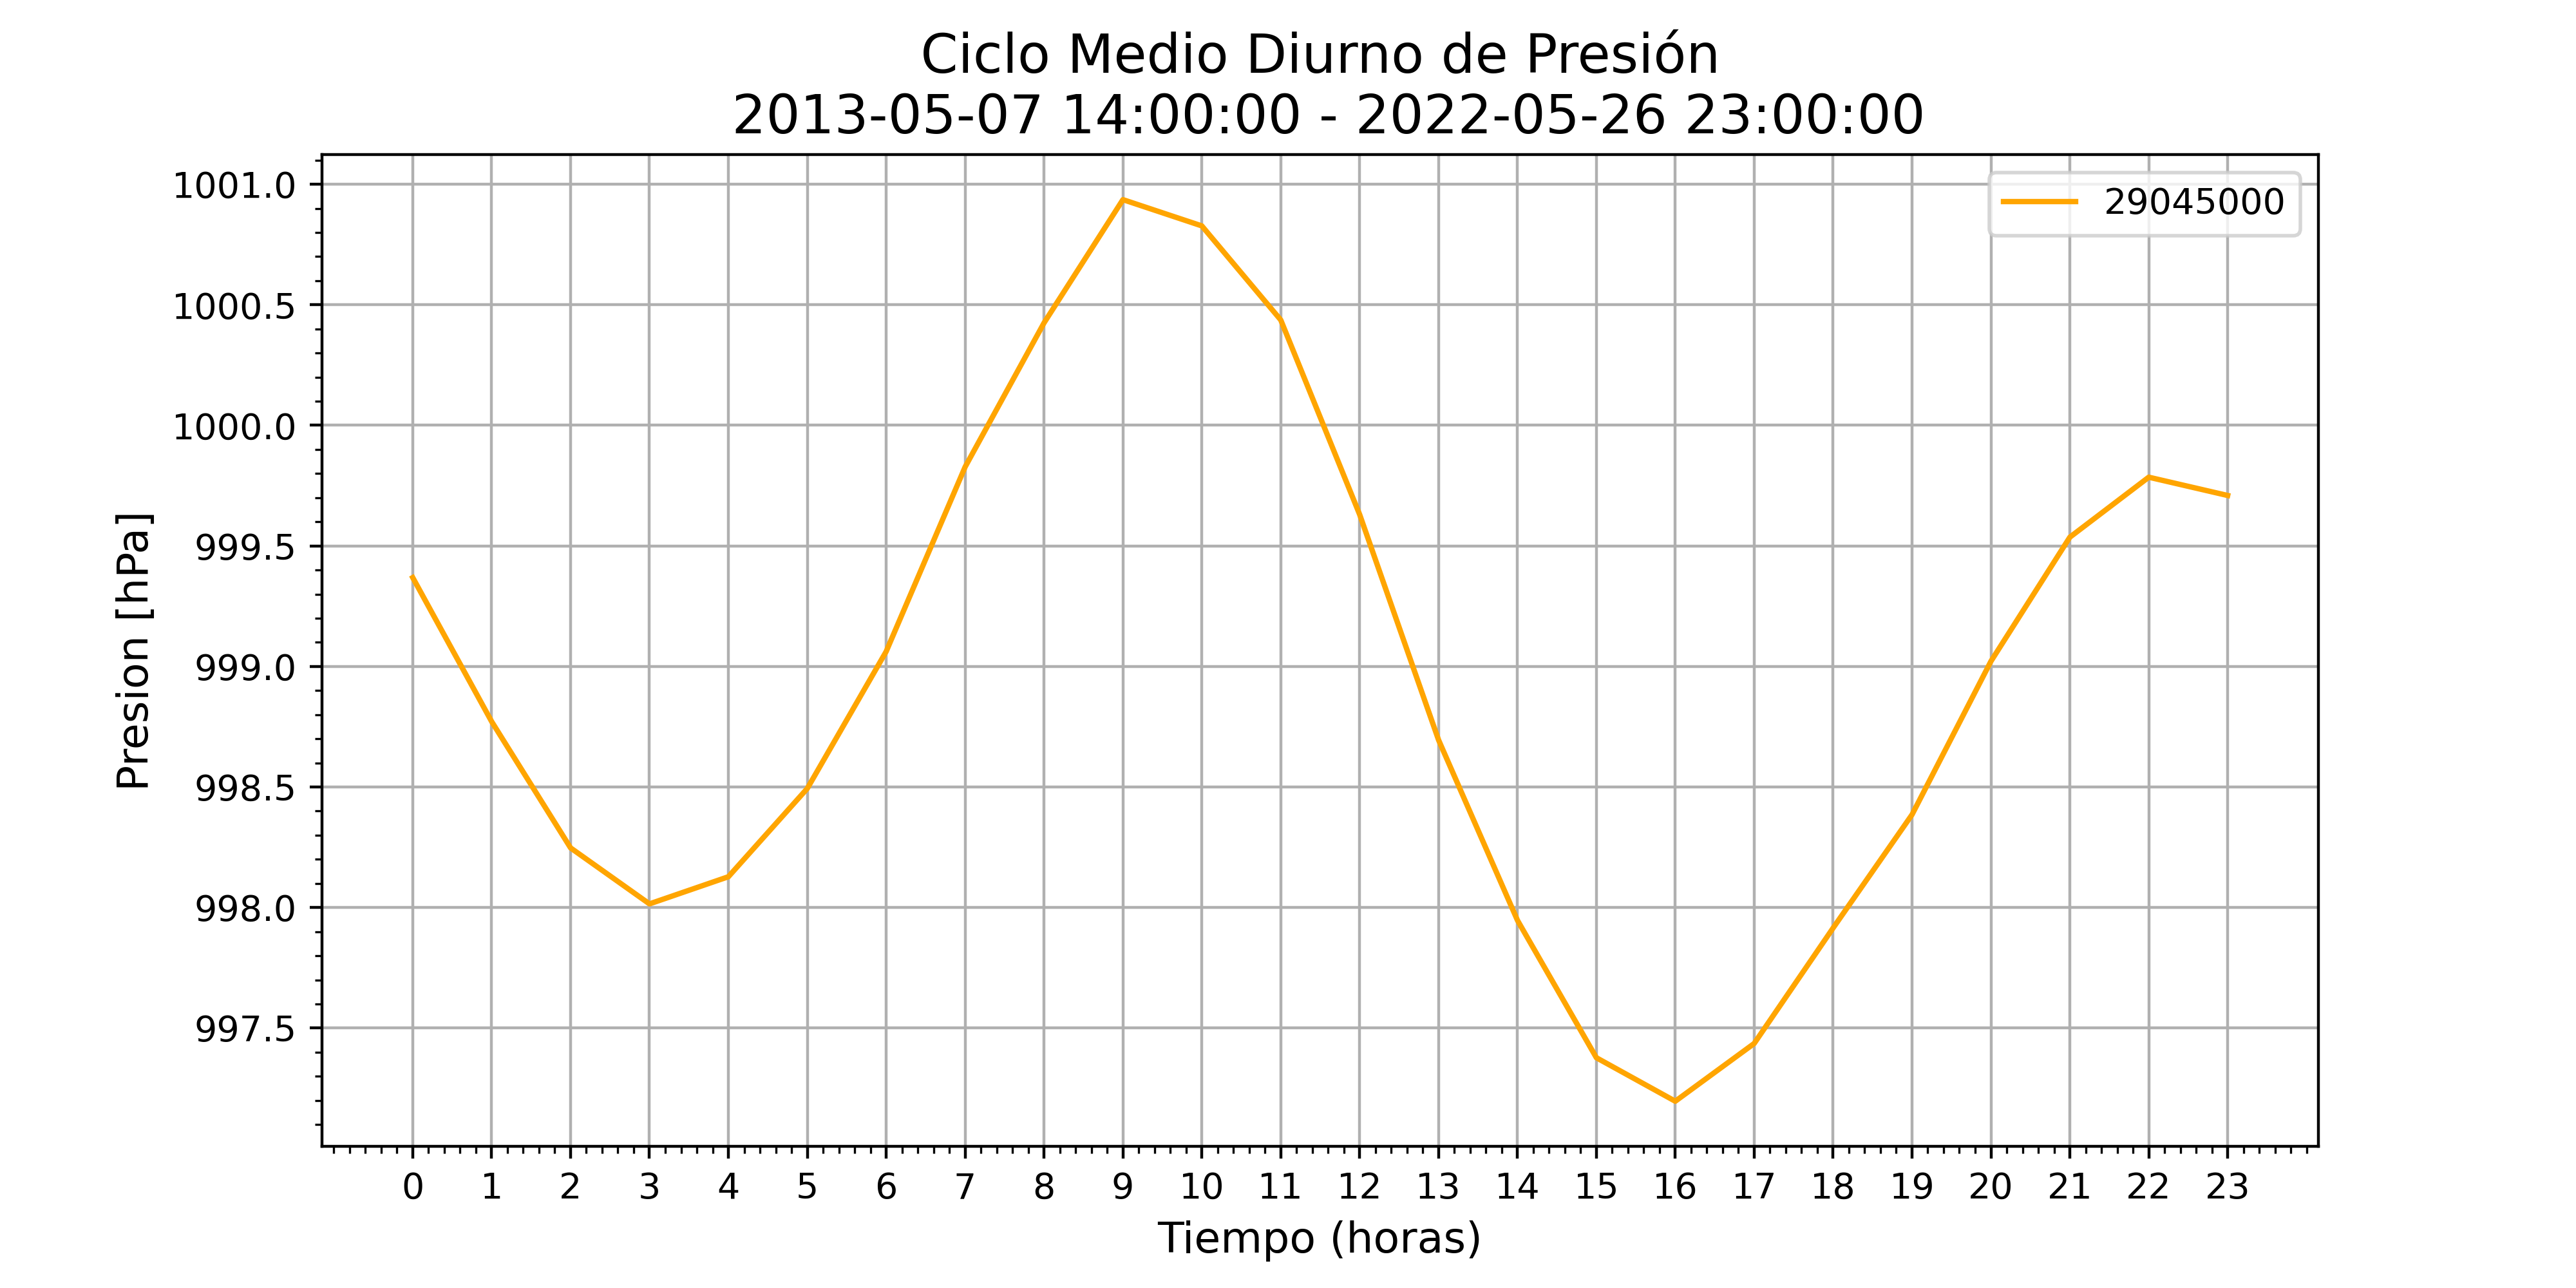 Ciclo Medio Diurno de Presión
2013-05-07 14:00:00 - 2022-05-26 23:00:00
29045000
Presion [hPa]
1001.0
1000.5
1000.0
999.5
999.0
998.5
998.0
997.5
0 1 2 3 4 5 6 7 8 9 10 11 12 13 14 15 16 17 18 19 20 21 22 23
Tiempo (horas)